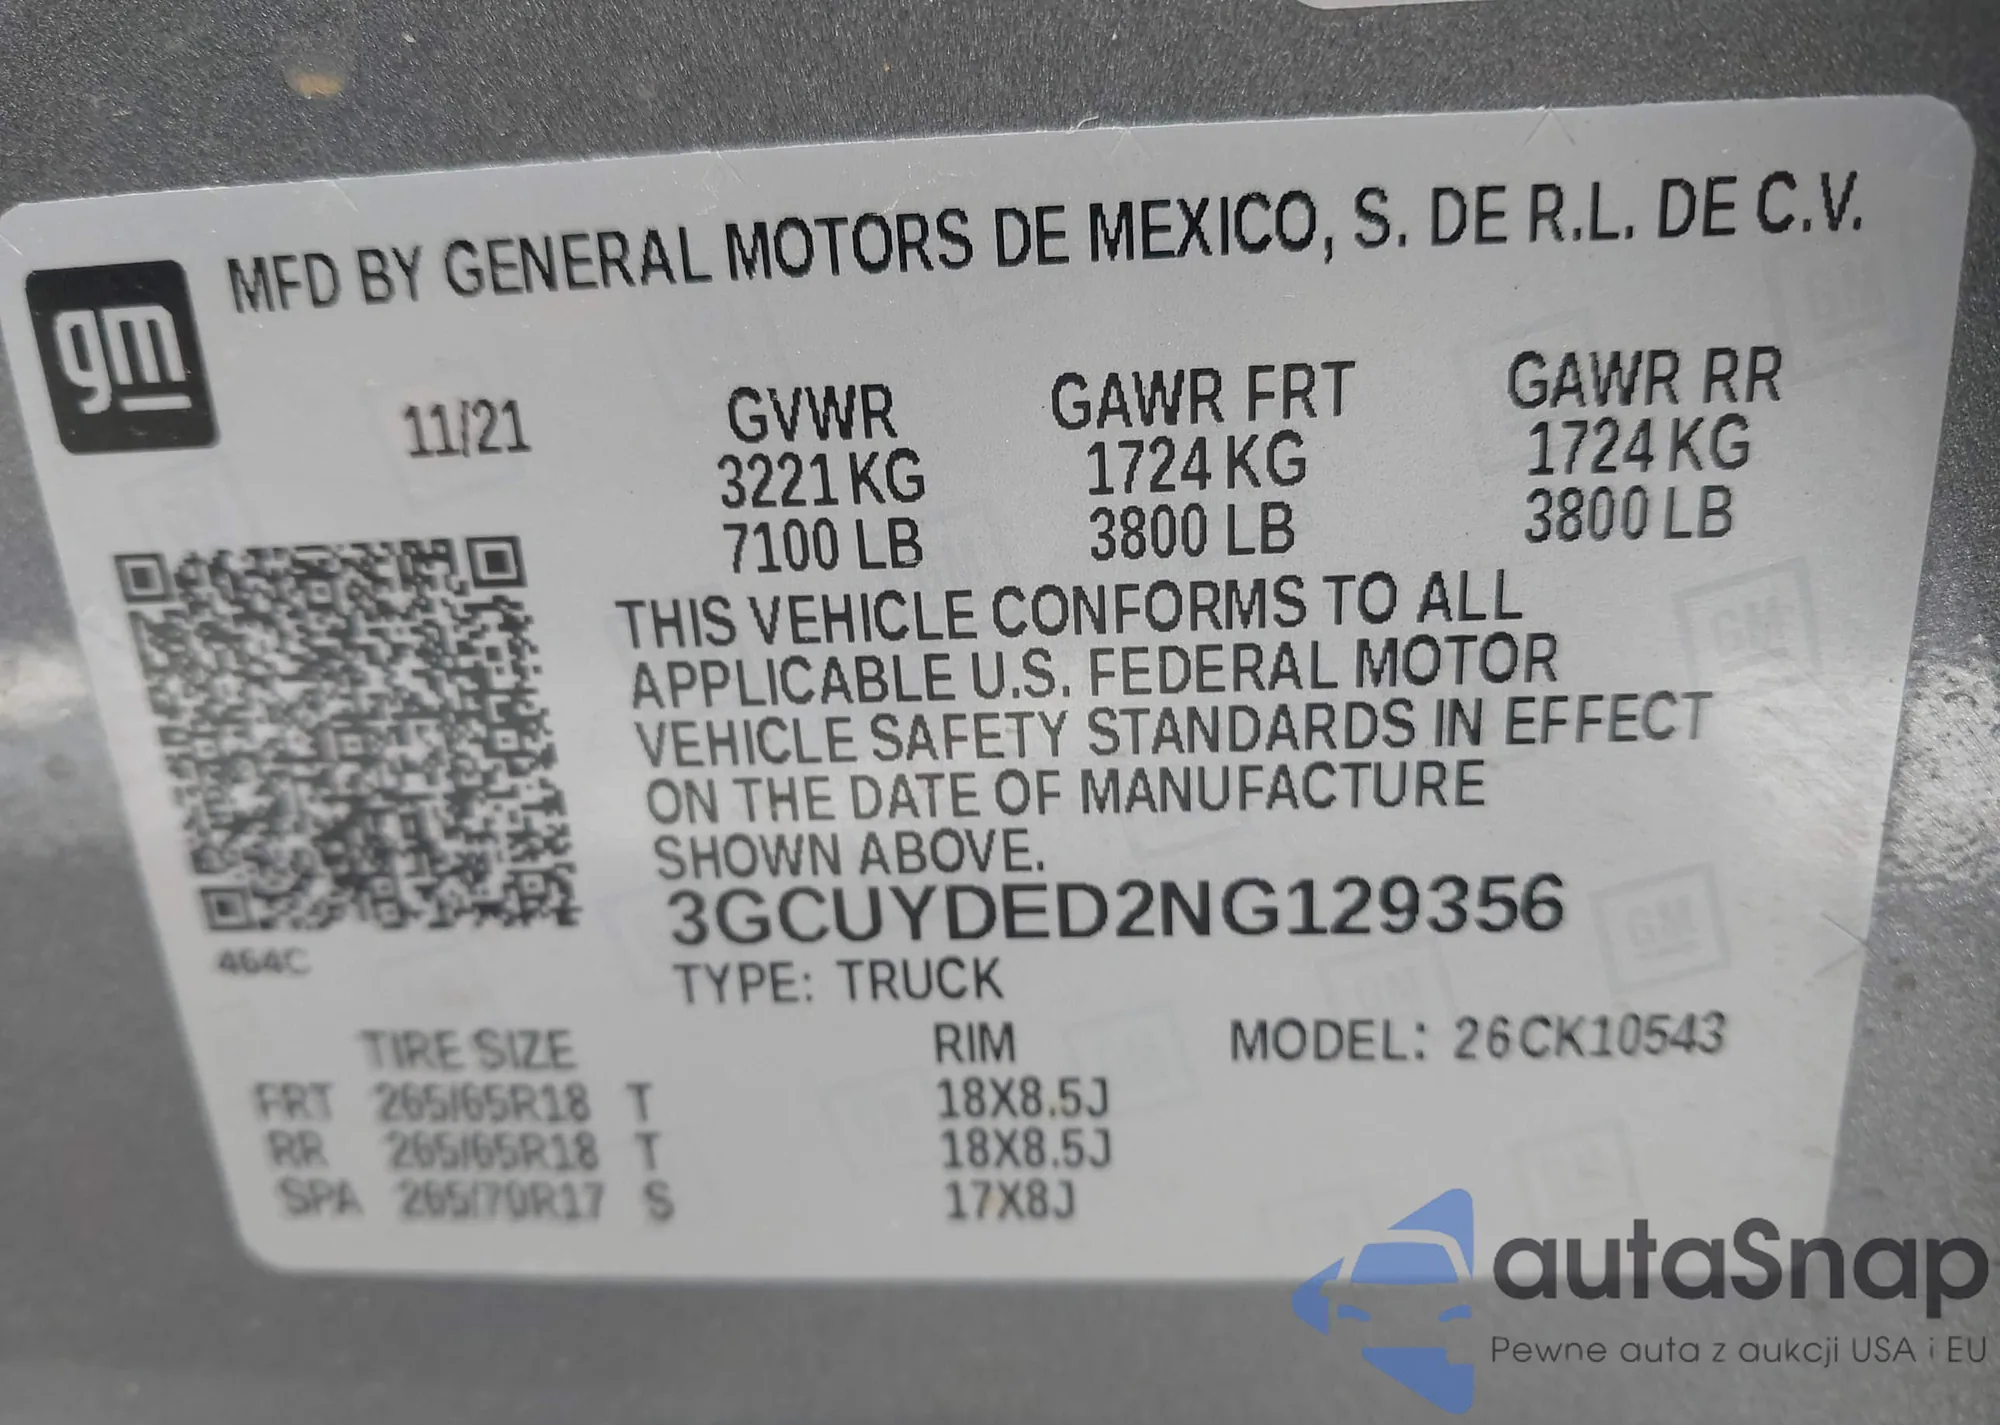 MFD BY GENERAL MOTORS DE MEXICO, S. DE R.L. DE C.V.
gm
11/21
GVWR GAWR FRT GAWR RR
3221 KG 1724 KG 1724 KG
7100 LB 3800 LB 3800 LB
THIS VEHICLE CONFORMS TO ALL
APPLICABLE U.S. FEDERAL MOTOR
VEHICLE SAFETY STANDARDS IN EFFECT
ON THE DATE OF MANUFACTURE
SHOWN ABOVE.
3GCUYDED2NG129356
464C
TYPE: TRUCK
TIRE SIZE RIM MODEL: 26CK10543
FRT 265/65R18 T 18X8.5J
RR 265/65R18 T 18X8.5J
SPA 265/70R17 S 17X8J
autaSnap
Pewne auta z aukcji USA i EU